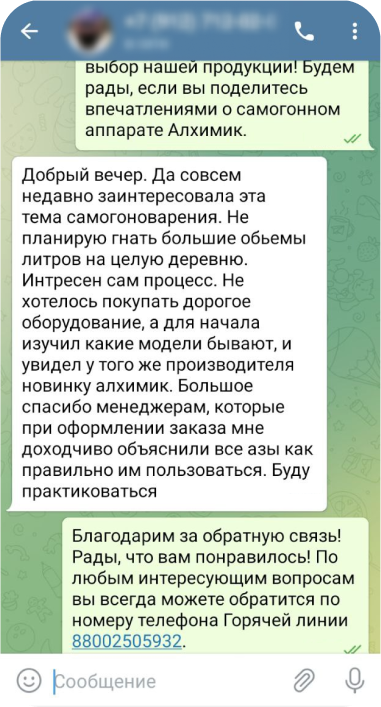 выбор нашей продукции! Будем
рады, если вы поделитесь
впечатлениями о самогонном
аппарате Алхимик.
Добрый вечер. Да совсем
недавно заинтересовала эта
тема самогоноварения. Не
планирую гнать большие обьемы
литров на целую деревню.
Интресен сам процесс. Не
хотелось покупать дорогое
оборудование, а для начала
изучил какие модели бывают, и
увидел у того же производителя
новинку алхимик. Большое
спасибо менеджерам, которые
при оформлении заказа мне
доходчиво объяснили все азы как
правильно им пользоваться. Буду
практиковаться
Благодарим за обратную связь!
Рады, что вам понравилось! По
любым интересующим вопросам
вы всегда можете обратится по
номеру телефона Горячей линии
88002505932.
Сообщение